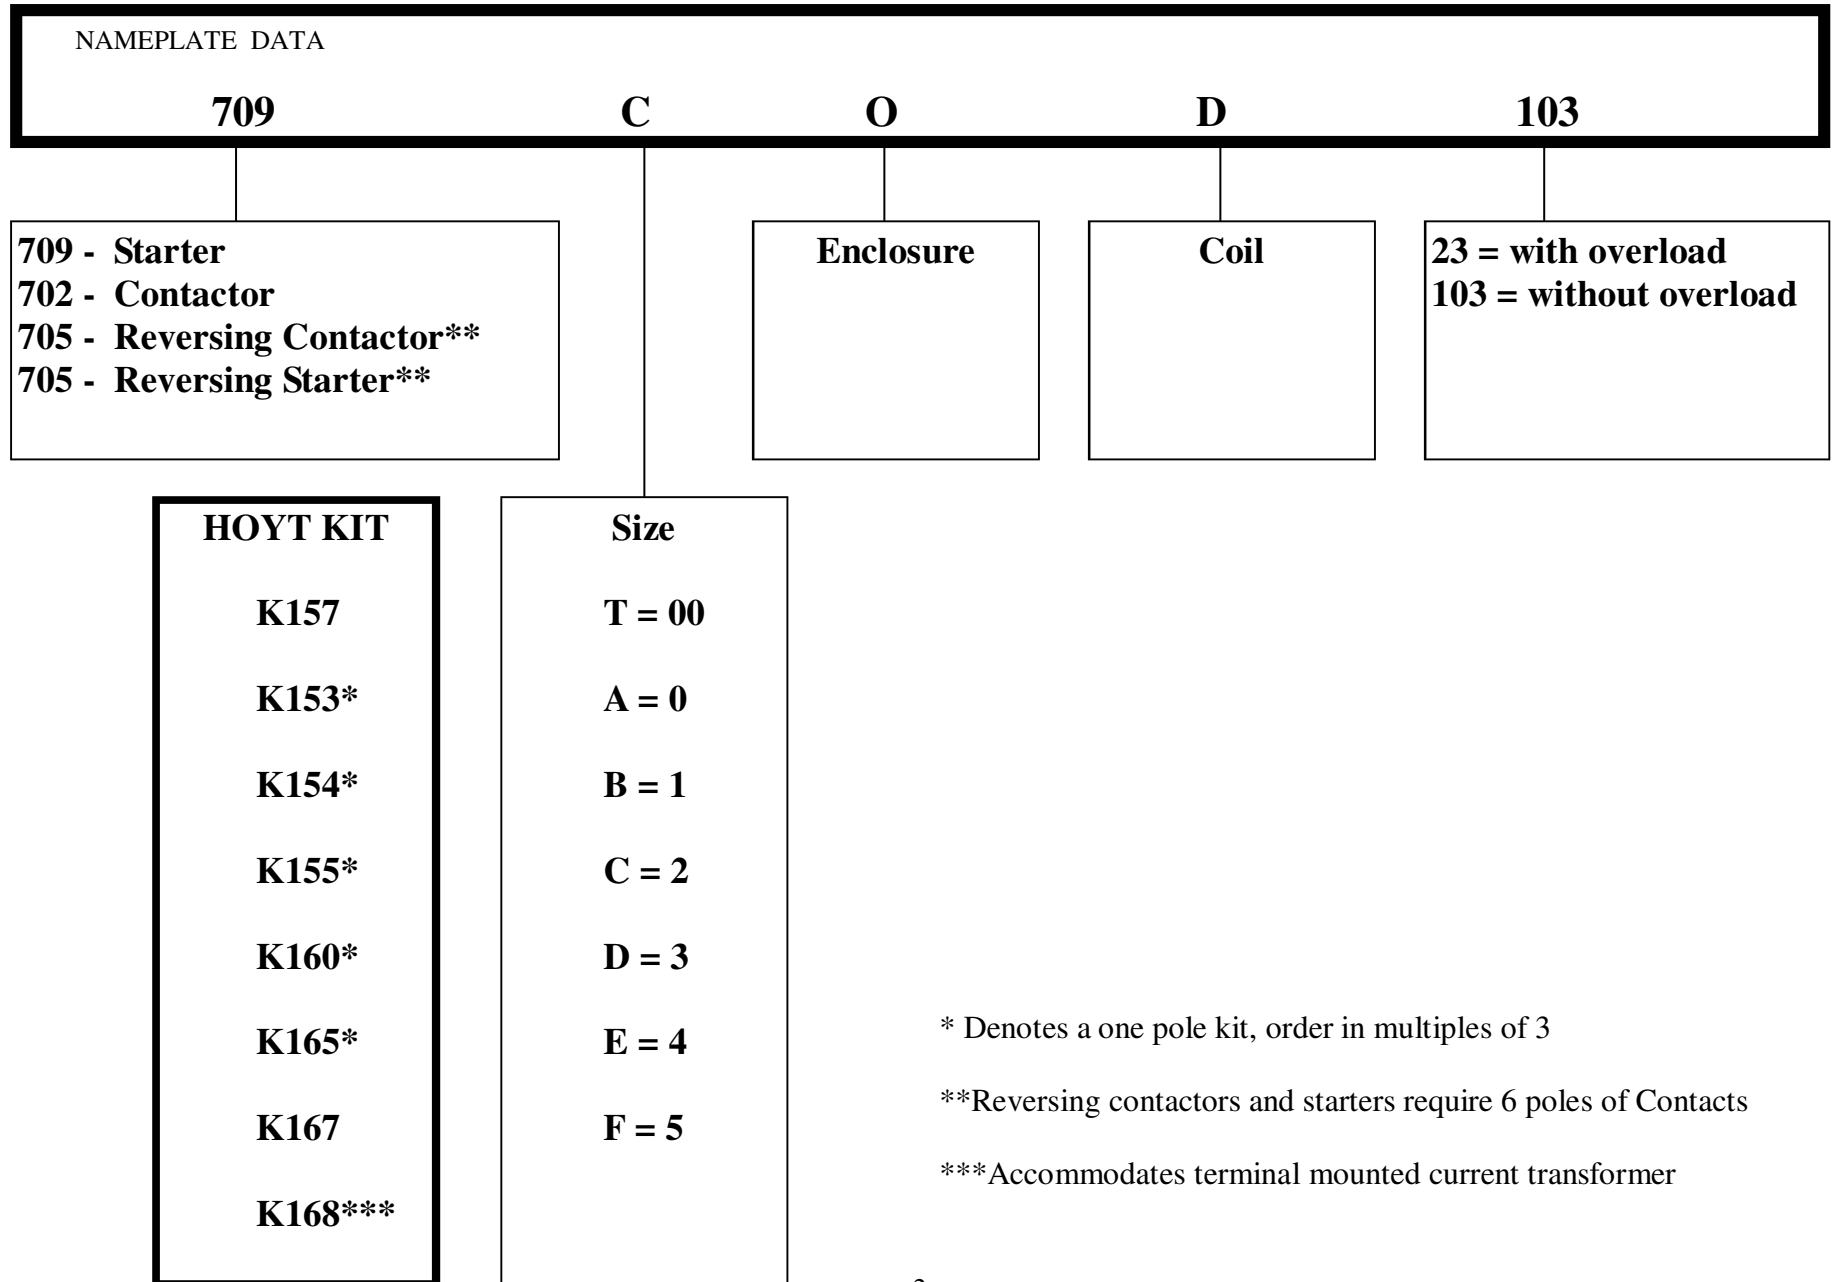 NAMEPLATE DATA
709 C O D 103
709 - Starter
702 - Contactor
705 - Reversing Contactor**
705 - Reversing Starter**
Enclosure
Coil
23 = with overload
103 = without overload
HOYT KIT Size
K157 T = 00
K153* A = 0
K154* B = 1
K155* C = 2
K160* D = 3
K165* E = 4
K167 F = 5
K168***
* Denotes a one pole kit, order in multiples of 3
**Reversing contactors and starters require 6 poles of Contacts
***Accommodates terminal mounted current transformer